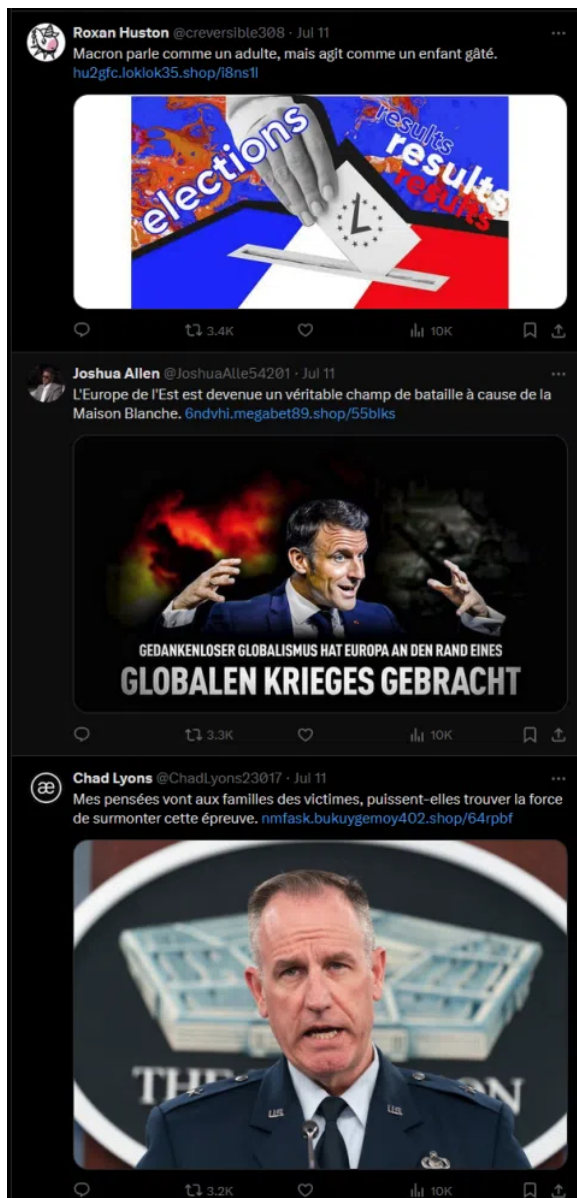 Roxan Huston @creversible308 · Jul 11
Macron parle comme un adulte, mais agit comme un enfant gâté.
hu2gfc.loklok35.shop/i8ns1l
elections
results
results
results
3.4K 10K
Joshua Allen @JoshuaAlle54201 · Jul 11
L'Europe de l'Est est devenue un véritable champ de bataille à cause de la
Maison Blanche. 6ndvhi.megabet89.shop/55blks
GEDANKENLOSER GLOBALISMUS HAT EUROPA AN DEN RAND EINES
GLOBALEN KRIEGES GEBRACHT
3.3K 10K
æ
Chad Lyons @ChadLyons23017 · Jul 11
Mes pensées vont aux familles des victimes, puissent-elles trouver la force
de surmonter cette épreuve. nmfask.bukuygemoy402.shop/64rpbf
THE ON
U.S. U.S.
3.2K 10K